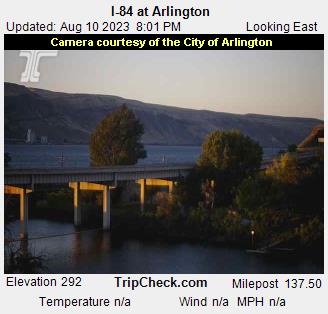 I-84 at Arlington
Updated: Aug 10 2023 8:01 PM Looking East
Camera courtesy of the City of Arlington
Elevation 292 TripCheck.com Milepost 137.50
Temperature n/a Wind n/a MPH n/a